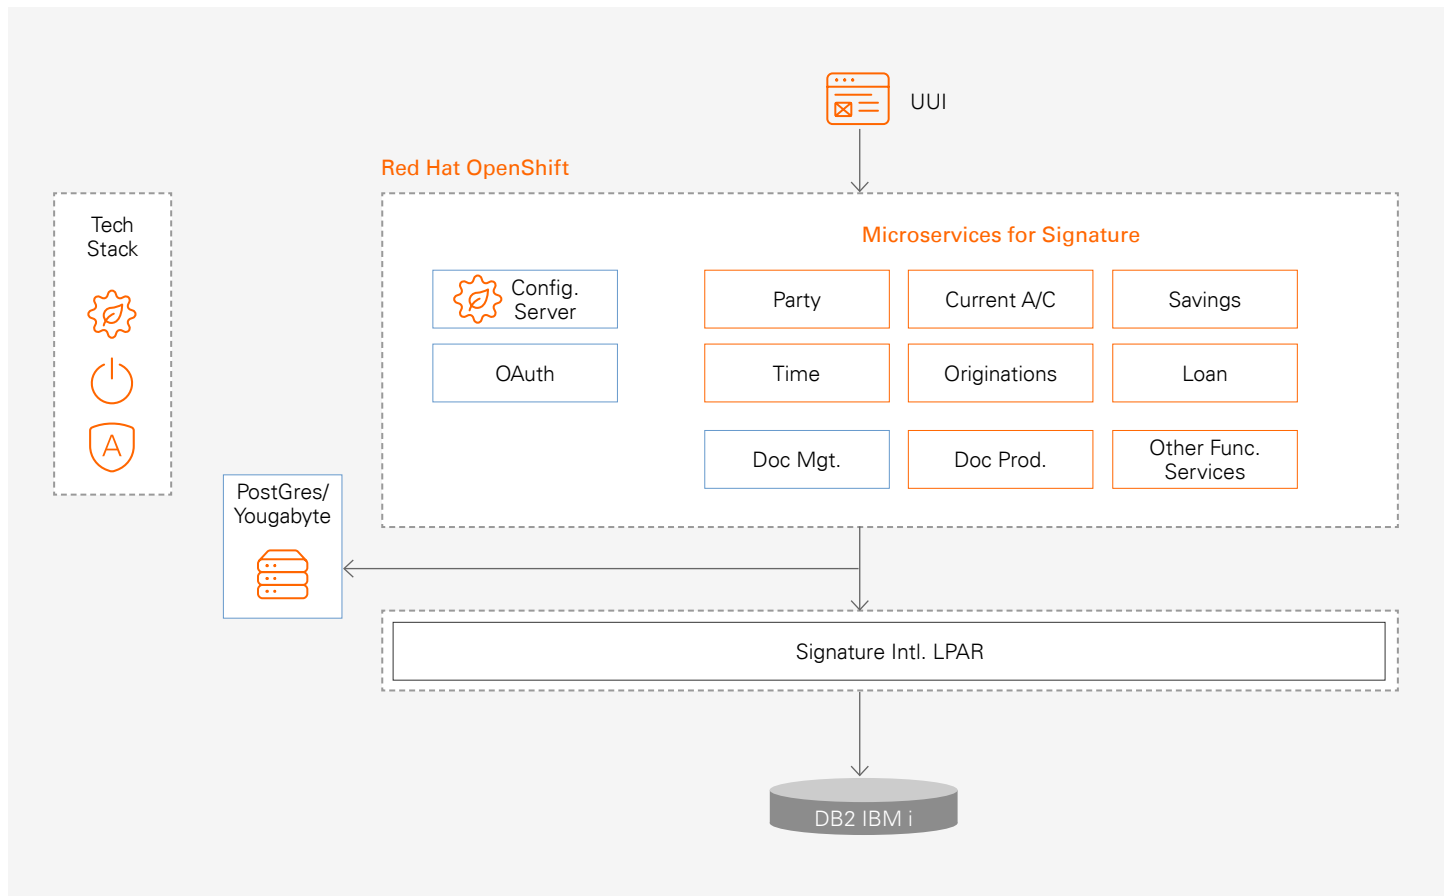 UUI
Red Hat OpenShift
Tech
Stack
A
Microservices for Signature
Config.
Server
Party
Current A/C
Savings
OAuth
Time
Originations
Loan
Doc Mgt.
Doc Prod.
Other Func.
Services
PostGres/
Yougabyte
Signature Intl. LPAR
DB2 IBM i